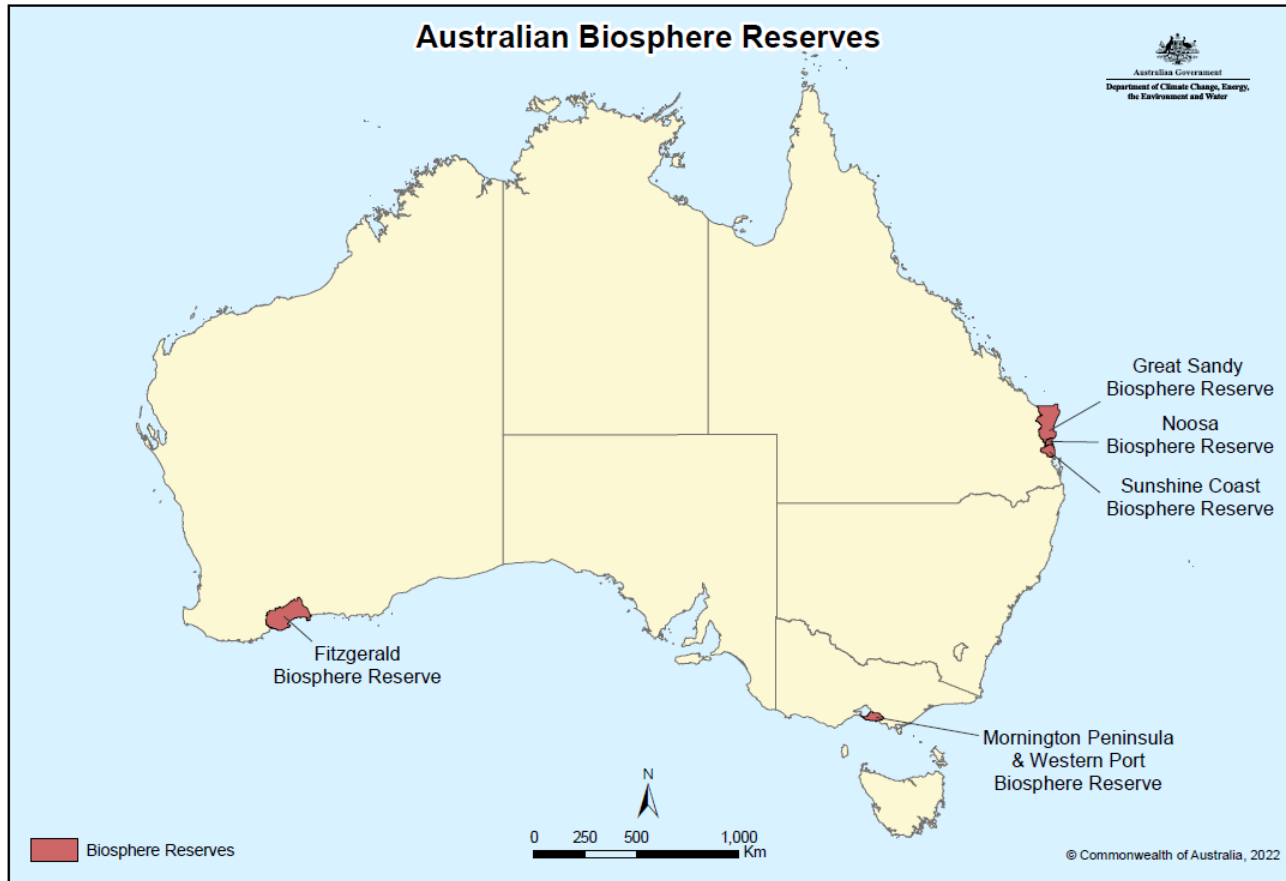 Australian Biosphere Reserves
Australian Government
Department of Climate Change, Energy,
the Environment and Water
Great Sandy
Biosphere Reserve
Noosa
Biosphere Reserve
Sunshine Coast
Biosphere Reserve
Fitzgerald
Biosphere Reserve
Mornington Peninsula
& Western Port
Biosphere Reserve
N
0 250 500 1,000
Km
Biosphere Reserves
© Commonwealth of Australia, 2022